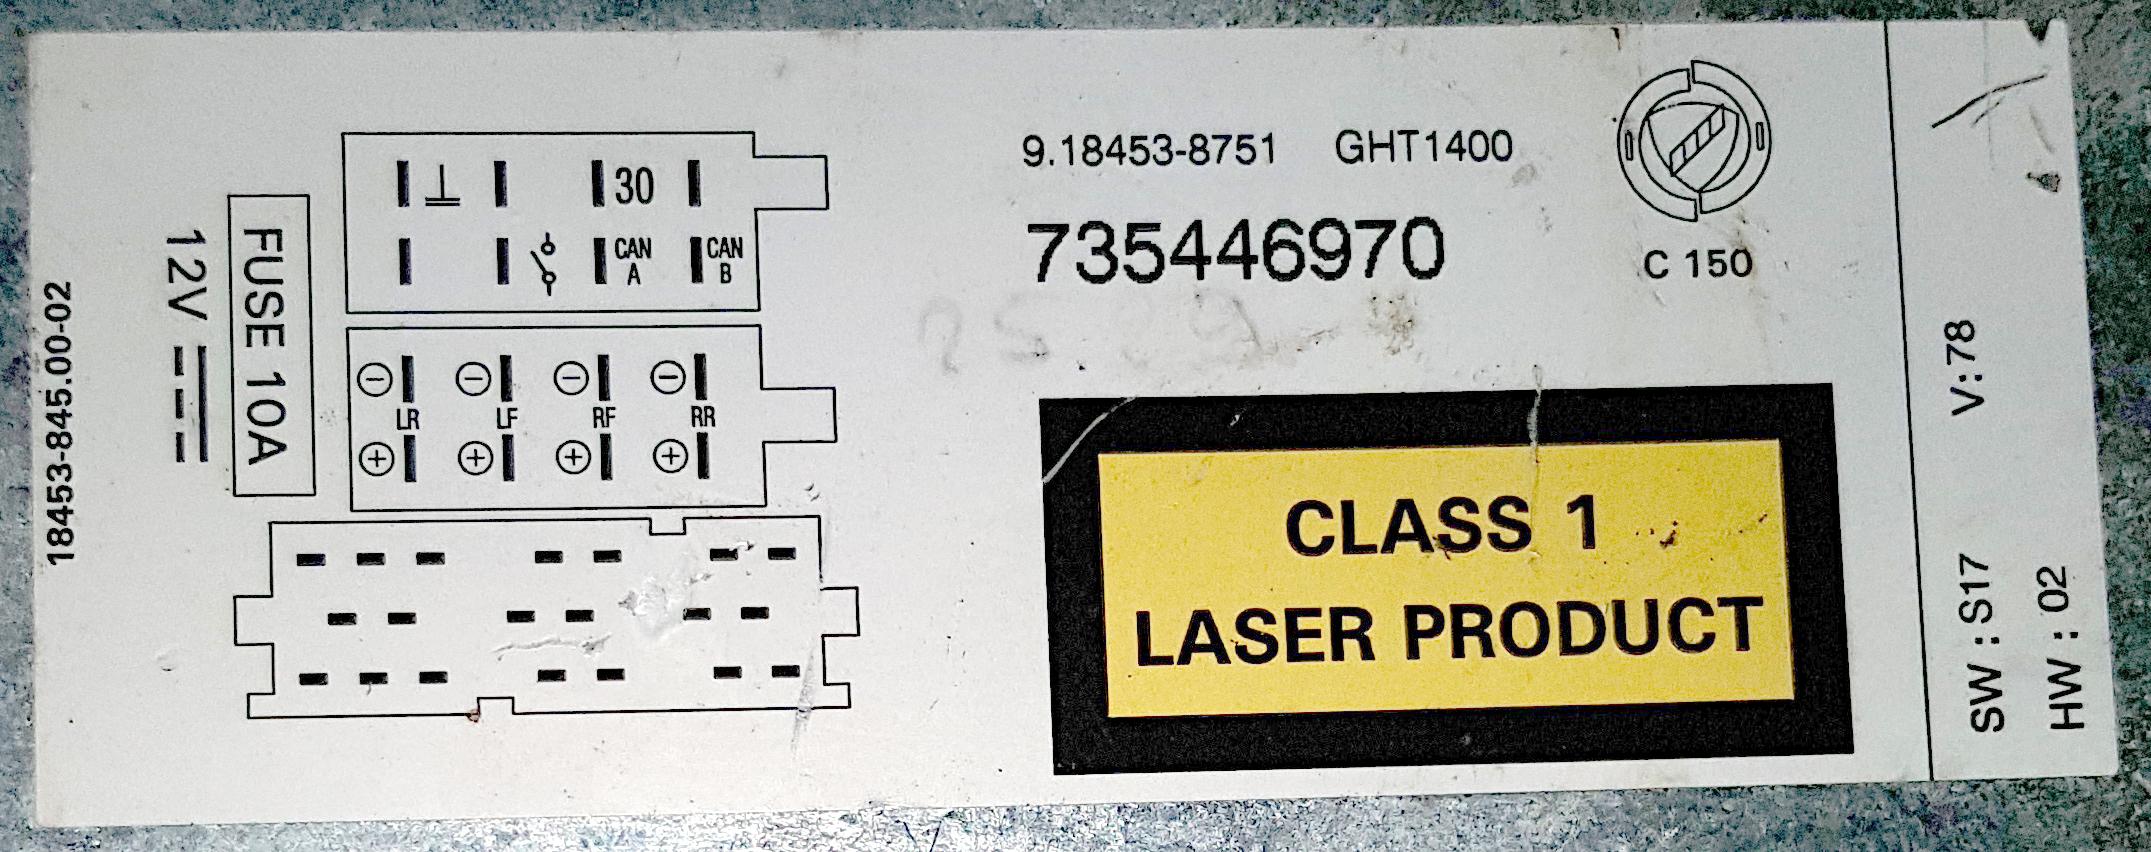 18453-845.00-02
12V
FUSE 10A
30
CAN A
CAN B
LR
LF
RF
RR
9.18453-8751 GHT1400
735446970
C 150
CLASS 1
LASER PRODUCT
V:78
SW : S17
HW : 02